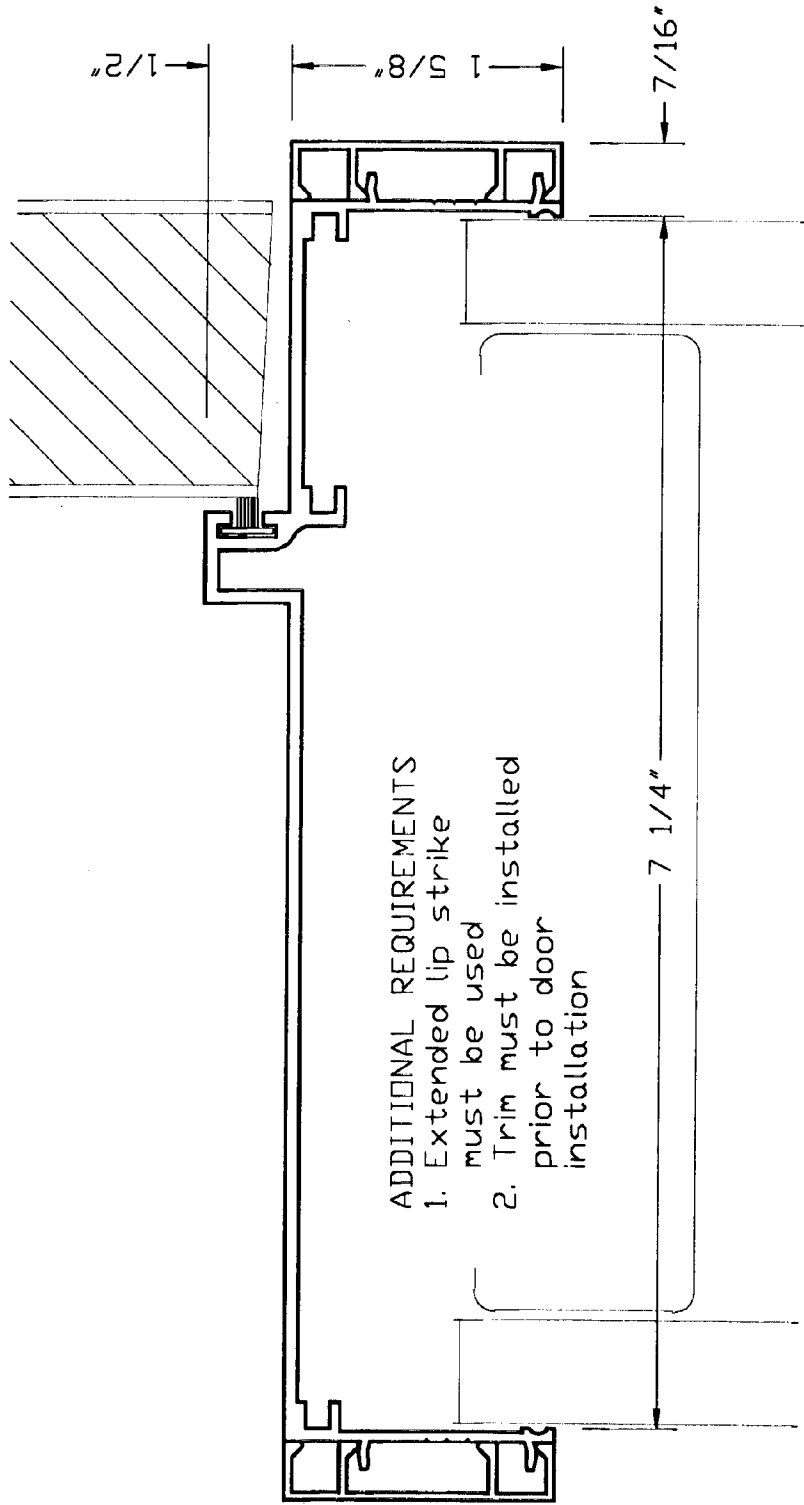 1/2"
1 5/8"
7/16"
7 1/4"
ADDITIONAL REQUIREMENTS
1. Extended lip strike
must be used
2. Trim must be installed
prior to door
installation